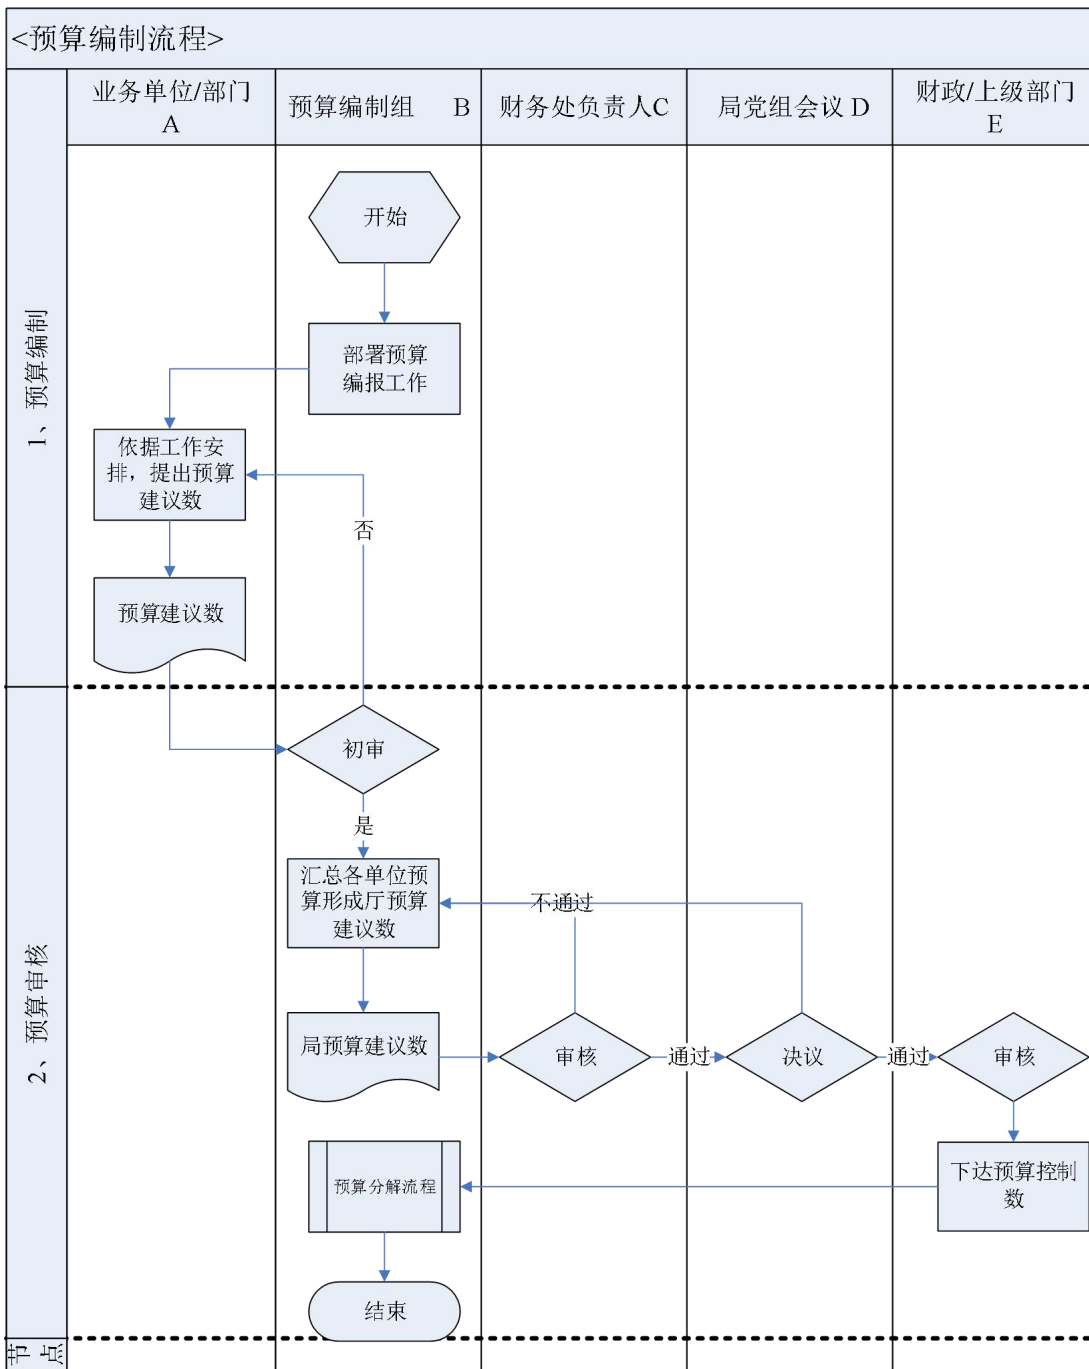 <预算编制流程>
业务单位/部门
A
预算编制组 B
财务处负责人C
局党组会议 D
财政/上级部门
E
1、预算编制
开始
部署预算
编报工作
依据工作安
排，提出预算
建议数
否
预算建议数
2、预算审核
初审
是
汇总各单位预
算形成厅预算
建议数
不通过
局预算建议数
审核
通过
决议
通过
审核
预算分解流程
下达预算控制
数
结束
节点